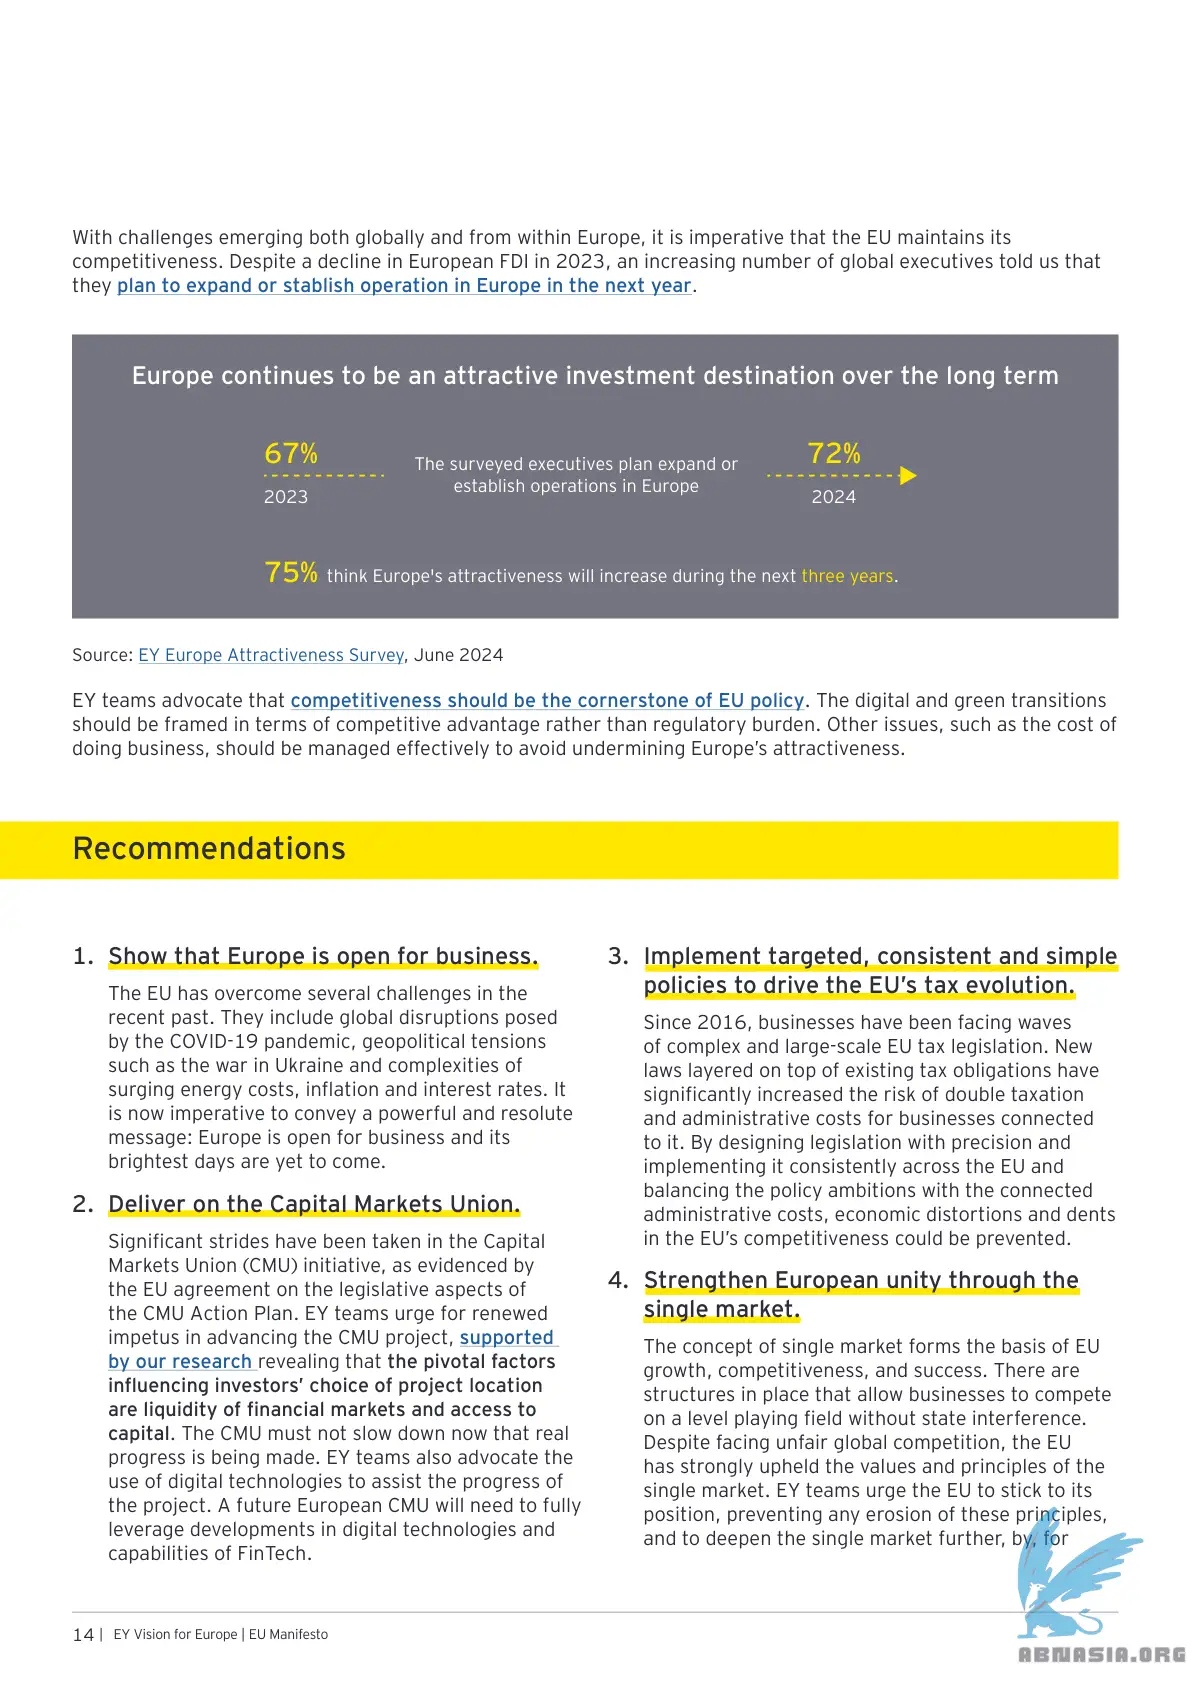 With challenges emerging both globally and from within Europe, it is imperative that the EU maintains its
competitiveness. Despite a decline in European FDI in 2023, an increasing number of global executives told us that
they plan to expand or stablish operation in Europe in the next year.
Europe continues to be an attractive investment destination over the long term
67%
2023
The surveyed executives plan expand or
establish operations in Europe
72%
2024
75% think Europe's attractiveness will increase during the next three years.
Source: EY Europe Attractiveness Survey, June 2024
EY teams advocate that competitiveness should be the cornerstone of EU policy. The digital and green transitions
should be framed in terms of competitive advantage rather than regulatory burden. Other issues, such as the cost of
doing business, should be managed effectively to avoid undermining Europe’s attractiveness.
Recommendations
1. Show that Europe is open for business.
The EU has overcome several challenges in the
recent past. They include global disruptions posed
by the COVID-19 pandemic, geopolitical tensions
such as the war in Ukraine and complexities of
surging energy costs, inflation and interest rates. It
is now imperative to convey a powerful and resolute
message: Europe is open for business and its
brightest days are yet to come.
2. Deliver on the Capital Markets Union.
Significant strides have been taken in the Capital
Markets Union (CMU) initiative, as evidenced by
the EU agreement on the legislative aspects of
the CMU Action Plan. EY teams urge for renewed
impetus in advancing the CMU project, supported
by our research revealing that the pivotal factors
influencing investors’ choice of project location
are liquidity of financial markets and access to
capital. The CMU must not slow down now that real
progress is being made. EY teams also advocate the
use of digital technologies to assist the progress of
the project. A future European CMU will need to fully
leverage developments in digital technologies and
capabilities of FinTech.
3. Implement targeted, consistent and simple
policies to drive the EU’s tax evolution.
Since 2016, businesses have been facing waves
of complex and large-scale EU tax legislation. New
laws layered on top of existing tax obligations have
significantly increased the risk of double taxation
and administrative costs for businesses connected
to it. By designing legislation with precision and
implementing it consistently across the EU and
balancing the policy ambitions with the connected
administrative costs, economic distortions and dents
in the EU’s competitiveness could be prevented.
4. Strengthen European unity through the
single market.
The concept of single market forms the basis of EU
growth, competitiveness, and success. There are
structures in place that allow businesses to compete
on a level playing field without state interference.
Despite facing unfair global competition, the EU
has strongly upheld the values and principles of the
single market. EY teams urge the EU to stick to its
position, preventing any erosion of these principles,
and to deepen the single market further, by, for
14 | EY Vision for Europe | EU Manifesto
ABNASIA.ORG